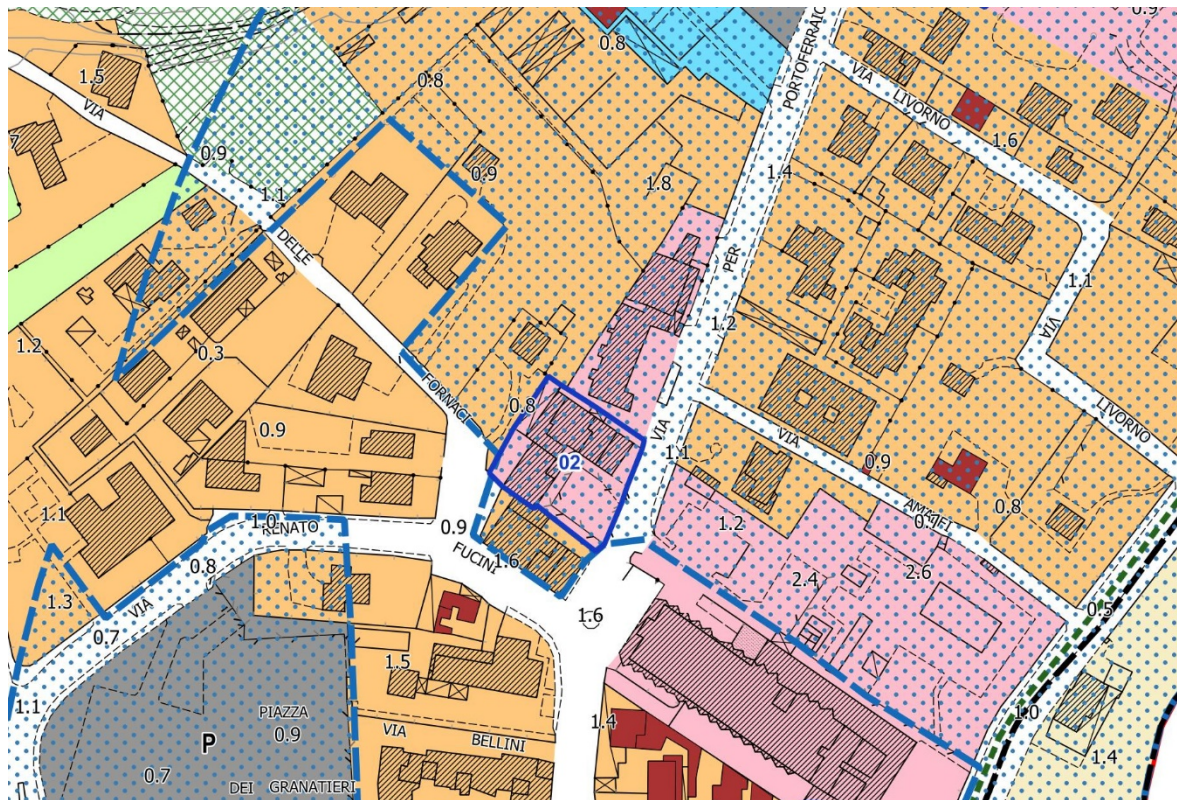 0.9
0.8
PORTOFERRAIO
0.8
1.5
VIA
VIA
LIVORNO
1.6
7
0.9
1.4
0.9
1.1
1.8
DELLE
PER
1.1
VIA
1.2
1.2
0.3
FORNACI
0.8
LIVORNO
VIA
0.9
02
1.1
VIA
0.9
0.8
1.1
1.0
RENATO
0.9
1.2
0.7
FUCINI
1.6
0.8
2.4
2.6
1.3
VIA
0.7
1.6
0.5
1.5
1.1
PIAZZA
0.9
P
VIA
BELLINI
1.4
1.0
1.4
0.7
DEI GRANATIERI